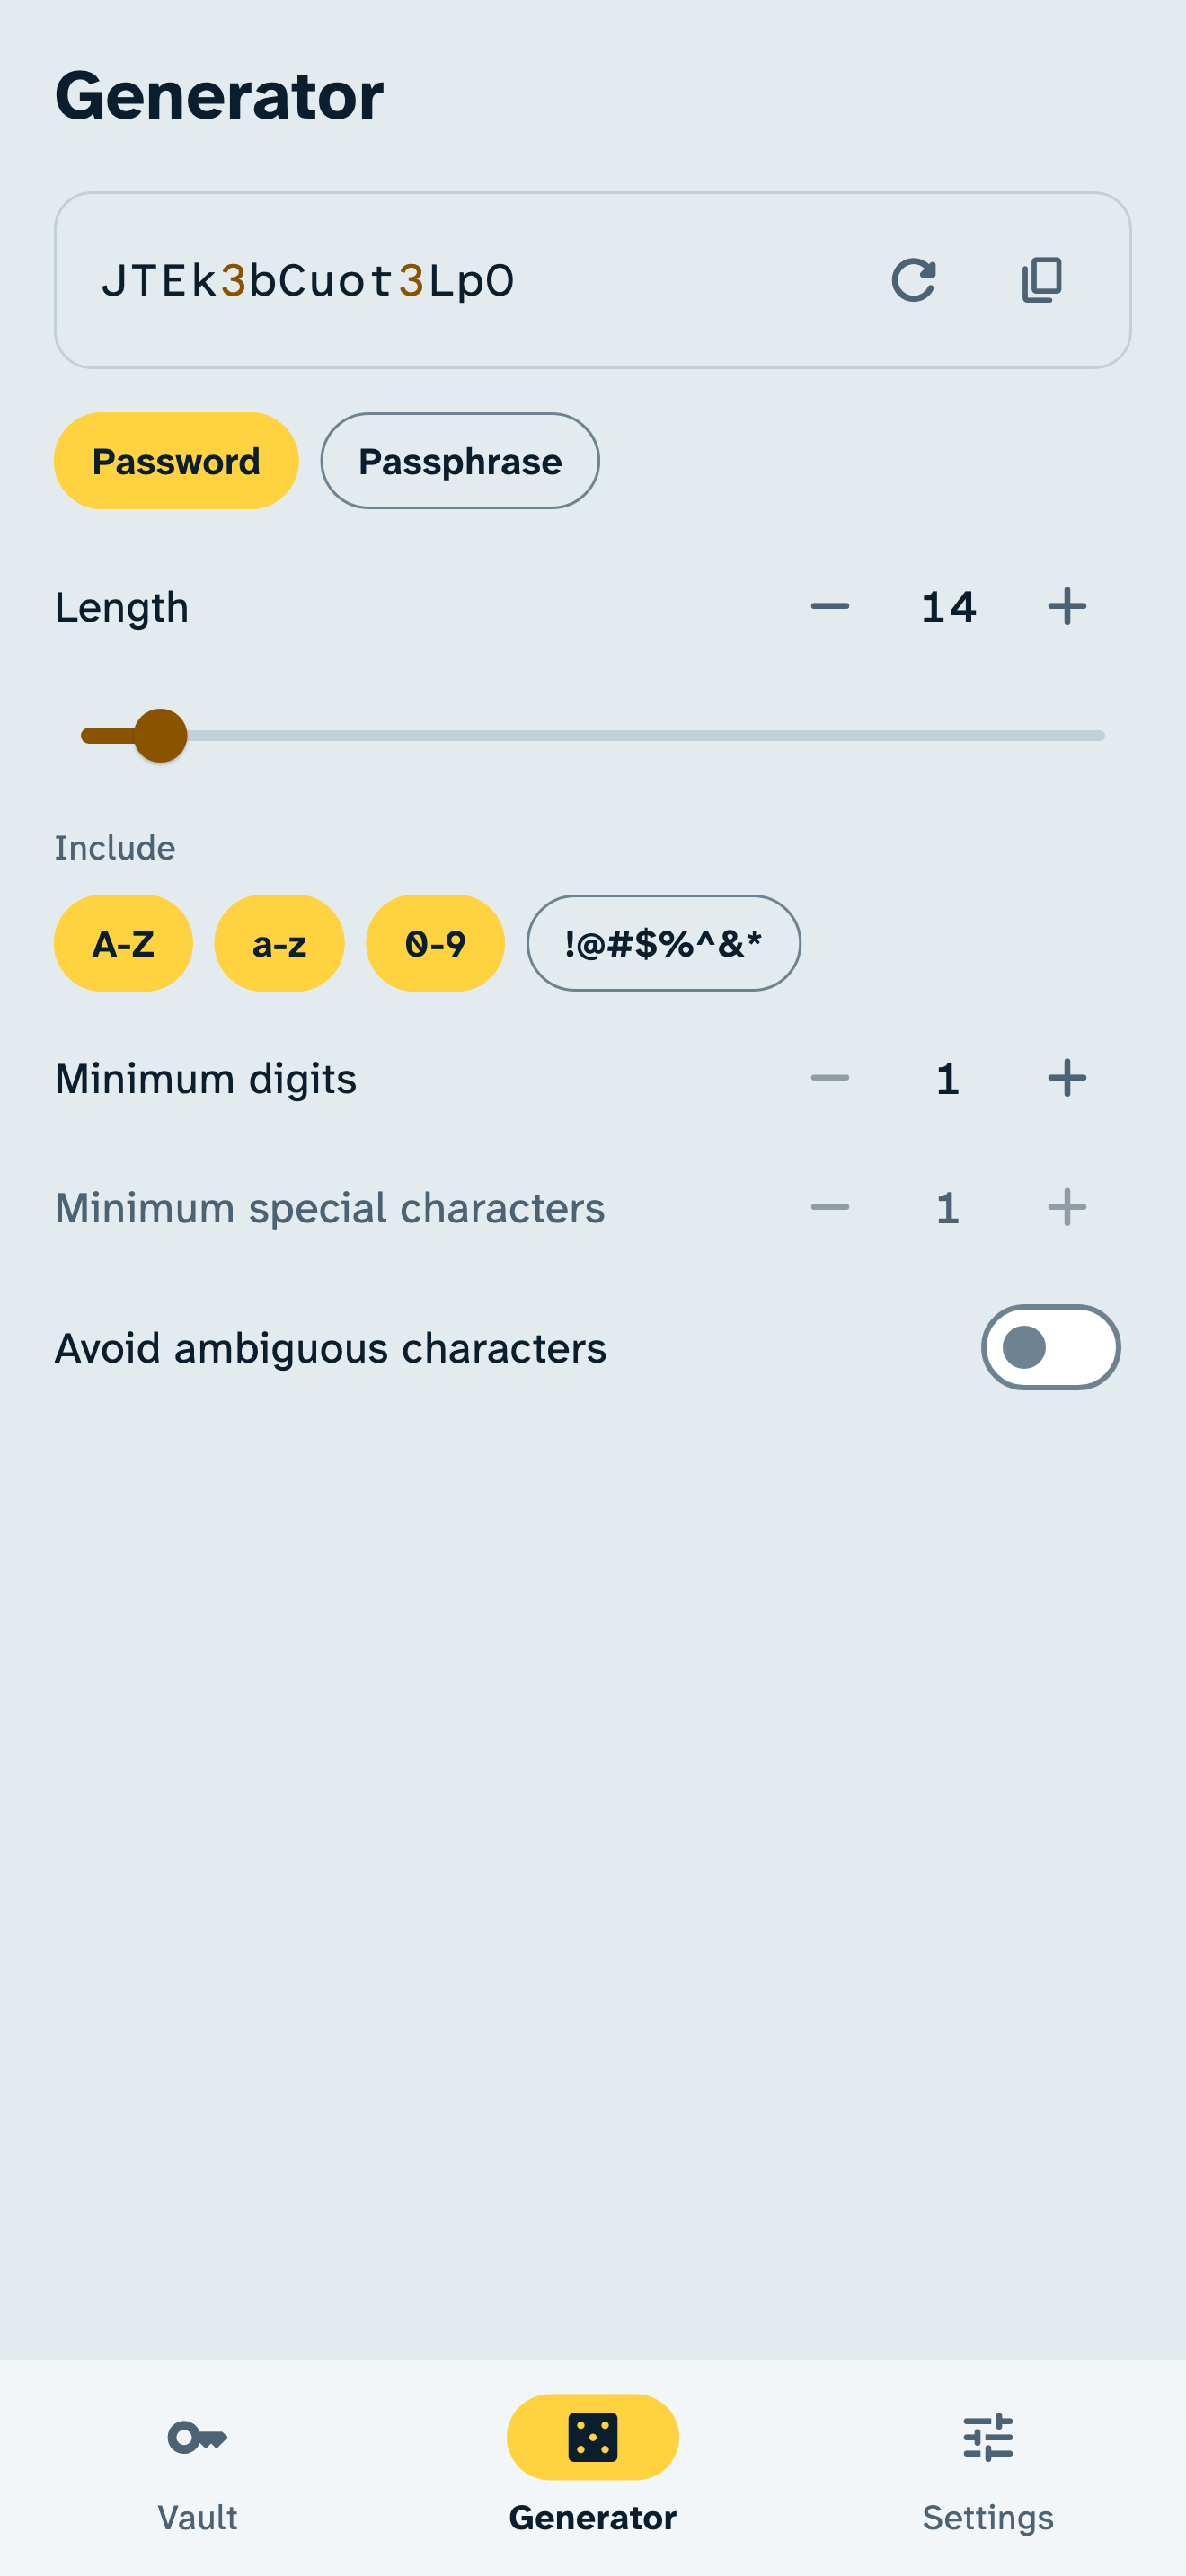 Generator
JTEk3bCuot3LpO
Password Passphrase
Length 14
Include
A-Z a-z 0-9 !@#$%^&*
Minimum digits 1
Minimum special characters 1
Avoid ambiguous characters
Vault Generator Settings